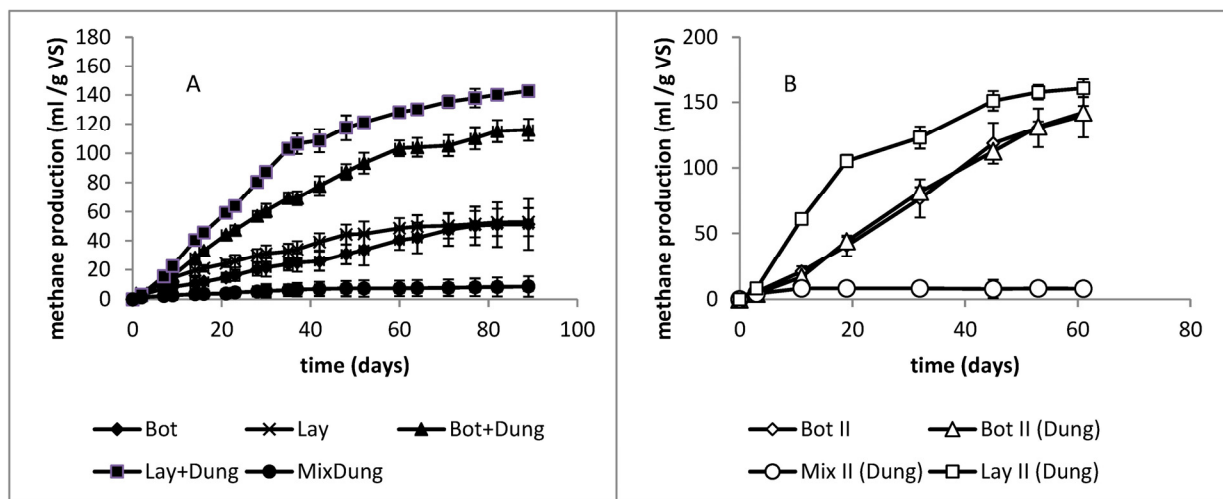 methane production (ml /g VS)
180
160
140
120
100
80
60
40
20
0
A
0 20 40 60 80 100
time (days)
Bot Lay Bot+Dung
Lay+Dung MixDung
methane production (ml /g VS)
200
150
100
50
0
B
0 20 40 60 80
time (days)
Bot II Bot II (Dung)
Mix II (Dung) Lay II (Dung)